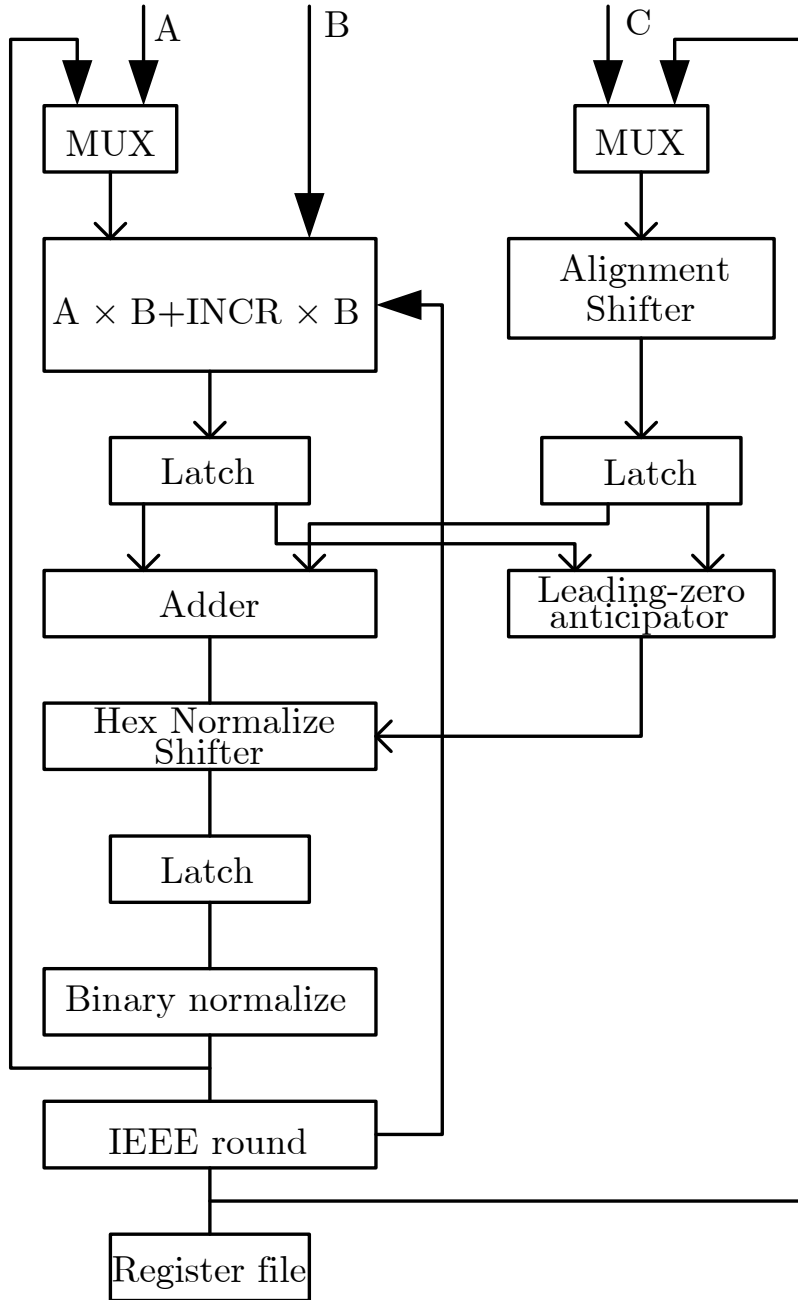 A
B
C
MUX
MUX
A × B+INCR × B
Alignment
Shifter
Latch
Latch
Adder
Leading-zero
anticipator
Hex Normalize
Shifter
Latch
Binary normalize
IEEE round
Register file